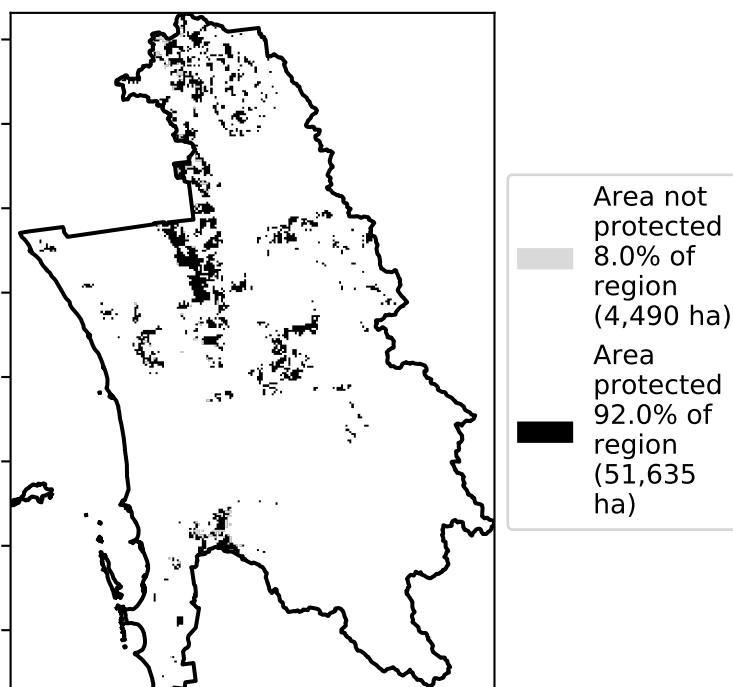 Area not
protected
8.0% of
region
(4,490 ha)
Area
protected
92.0% of
region
(51,635
ha)